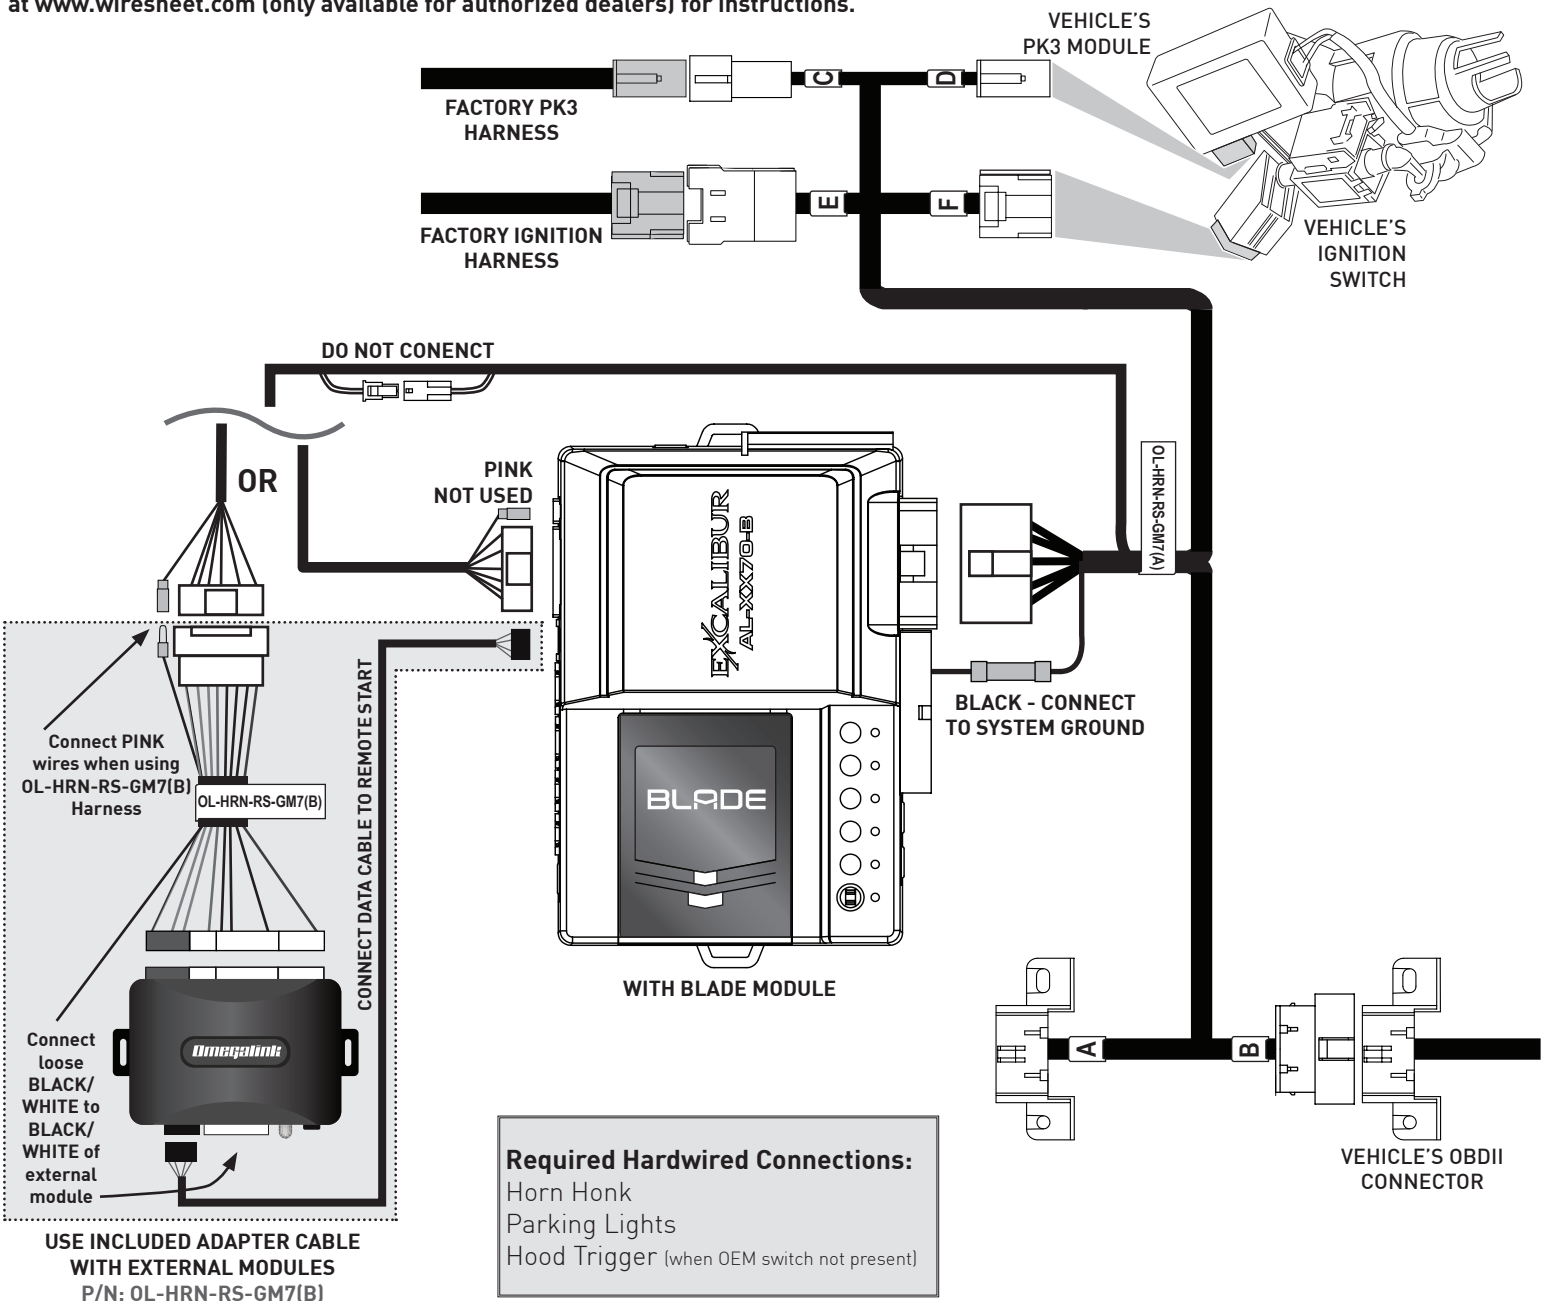 at www.wiresheet.com (only available for authorized dealers) for instructions.
VEHICLE'S
PK3 MODULE
C
D
FACTORY PK3
HARNESS
E
F
FACTORY IGNITION
HARNESS
VEHICLE'S
IGNITION
SWITCH
DO NOT CONENCT
OR
PINK
NOT USED
EXCALIBUR
AL-XX70-B
OL-HRN-RS-GM7(A)
BLACK - CONNECT
TO SYSTEM GROUND
Connect PINK
wires when using
OL-HRN-RS-GM7(B)
Harness
OL-HRN-RS-GM7(B)
CONNECT DATA CABLE TO REMOTE START
BLADE
WITH BLADE MODULE
Connect
loose
BLACK/
WHITE to
BLACK/
WHITE of
external
module
Omegalink
A
B
VEHICLE'S OBDII
CONNECTOR
Required Hardwired Connections:
Horn Honk
Parking Lights
Hood Trigger (when OEM switch not present)
USE INCLUDED ADAPTER CABLE
WITH EXTERNAL MODULES
P/N: OL-HRN-RS-GM7(B)